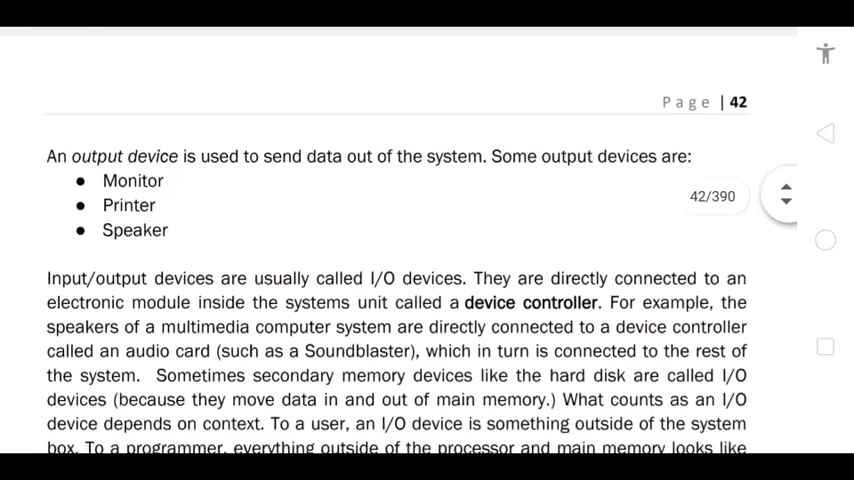 Page | 42
An output device is used to send data out of the system. Some output devices are:
● Monitor
● Printer
● Speaker
42/390
Input/output devices are usually called I/O devices. They are directly connected to an
electronic module inside the systems unit called a device controller. For example, the
speakers of a multimedia computer system are directly connected to a device controller
called an audio card (such as a Soundblaster), which in turn is connected to the rest of
the system. Sometimes secondary memory devices like the hard disk are called I/O
devices (because they move data in and out of main memory.) What counts as an I/O
device depends on context. To a user, an I/O device is something outside of the system
box. To a programmer, everything outside of the processor and main memory looks like